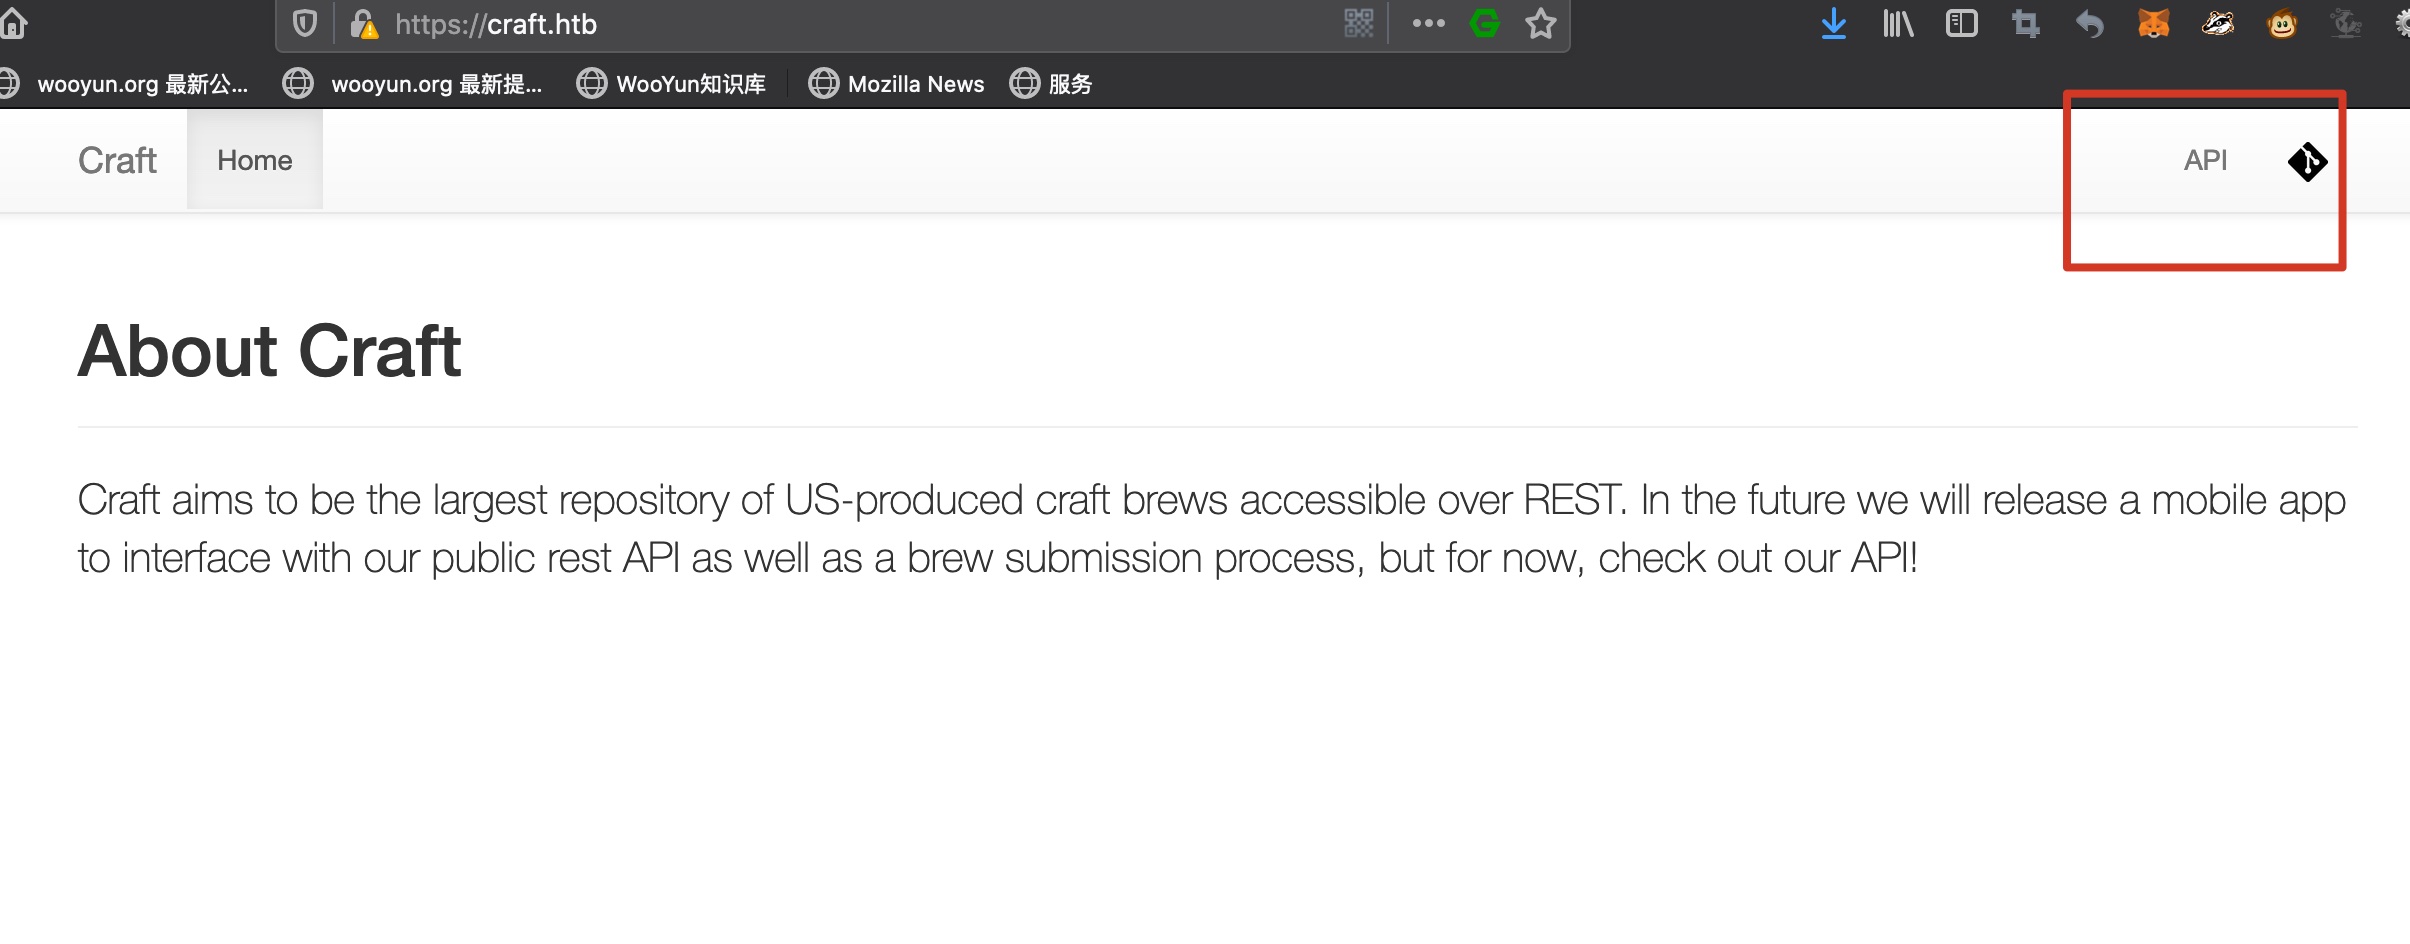 https://craft.htb
wooyun.org 最新公... wooyun.org 最新提... WooYun知识库 Mozilla News 服务
Craft Home API
About Craft
Craft aims to be the largest repository of US-produced craft brews accessible over REST. In the future we will release a mobile app
to interface with our public rest API as well as a brew submission process, but for now, check out our API!